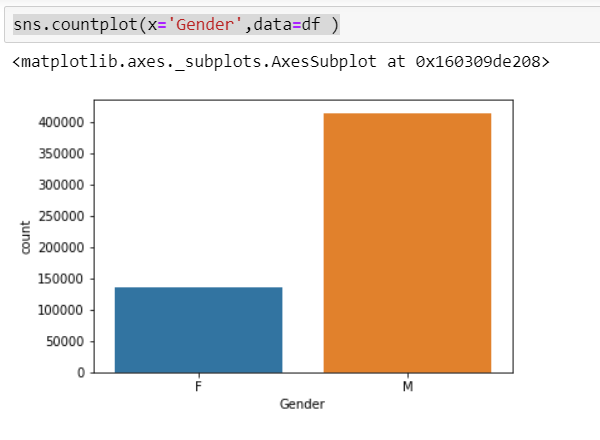 sns.countplot(x='Gender',data=df )
<matplotlib.axes._subplots.AxesSubplot at 0x160309de208>
400000
350000
300000
250000
200000
150000
100000
50000
0
count
F M
Gender